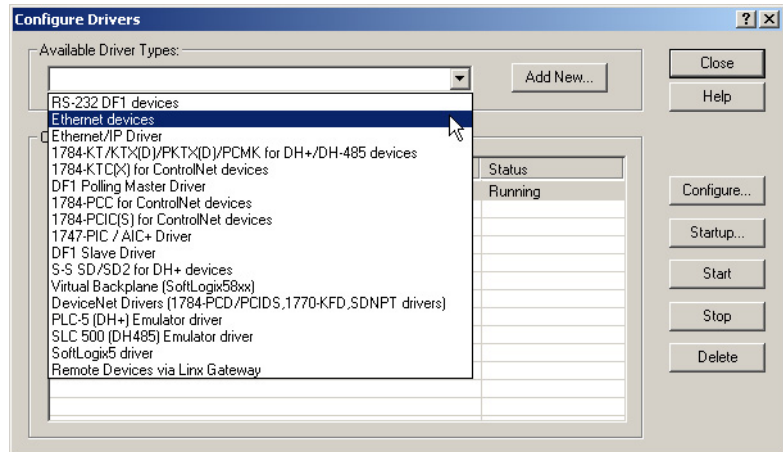 Configure Drivers
Available Driver Types:
Add New...
Close
Help
RS-232 DF1 devices
Ethernet devices
Ethernet/IP Driver
1784-KT/KTX(D)/PKTX(D)/PCMK for DH+/DH-485 devices
1784-KTC(X) for ControlNet devices
DF1 Polling Master Driver
1784-PCC for ControlNet devices
1784-PCIC(S) for ControlNet devices
1747-PIC / AIC+ Driver
DF1 Slave Driver
S-S SD/SD2 for DH+ devices
Virtual Backplane (SoftLogix58xx)
DeviceNet Drivers (1784-PCD/PCIDS,1770-KFD,SDNPT drivers)
PLC-5 (DH+) Emulator driver
SLC 500 (DH485) Emulator driver
SoftLogix5 driver
Remote Devices via Linx Gateway
Status
Running
Configure...
Startup...
Start
Stop
Delete